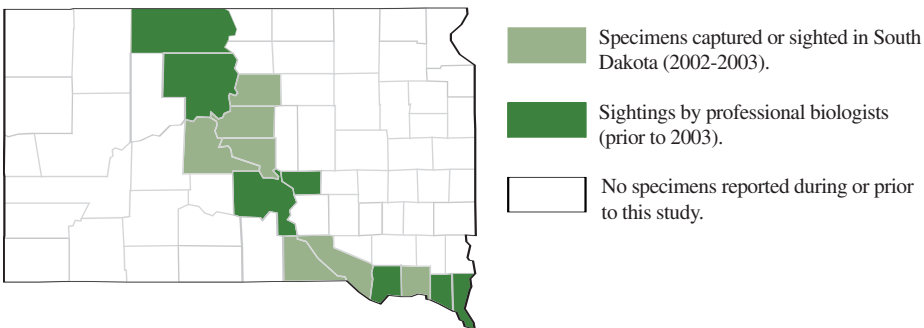 Specimens captured or sighted in South
Dakota (2002-2003).
Sightings by professional biologists
(prior to 2003).
No specimens reported during or prior
to this study.